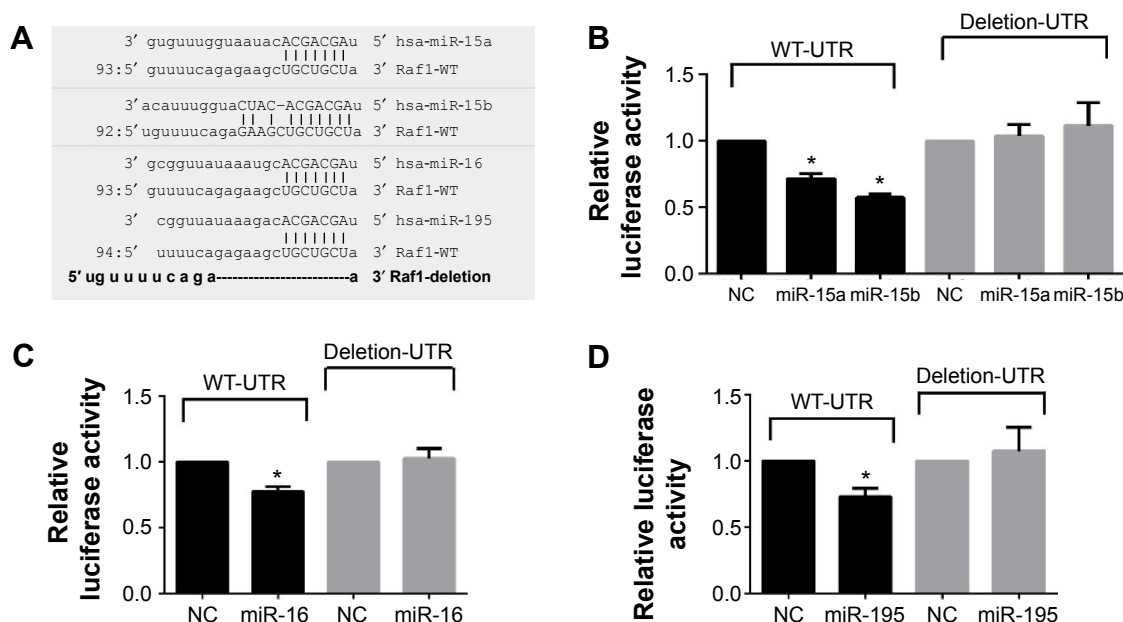 A
3′ guguuugguaauacACGACGAu 5′ hsa-miR-15a
93:5′ guuuucagagaagcUGCUGCUa 3′ Raf1-WT
3′acauuugguaCUAC-ACGACGAu 5′ hsa-miR-15b
92:5′uguuuucagaGAAGCUGCUGCUa 3′ Raf1-WT
3′ gcgguuauaaaugcACGACGAu 5′ hsa-miR-16
93:5′ guuuucagagaagcUGCUGCUa 3′ Raf1-WT
3′ cgguuauaaagacACGACGAu 5′ hsa-miR-195
94:5′ uuuucagagaagcUGCUGCUa 3′ Raf1-WT
5′ ug u u u u c a g a-------------------------a 3′ Raf1-deletion
B
Relative
luciferase activity
Deletion-UTR
WT-UTR
1.5
1.0
0.5
0.0
* *
NC miR-15a miR-15b NC miR-15a miR-15b
C
Relative
luciferase activity
Deletion-UTR
WT-UTR
1.5
1.0
0.5
0.0
*
NC miR-16 NC miR-16
D
Relative luciferase
activity
Deletion-UTR
WT-UTR
1.5
1.0
0.5
0.0
*
NC miR-195 NC miR-195